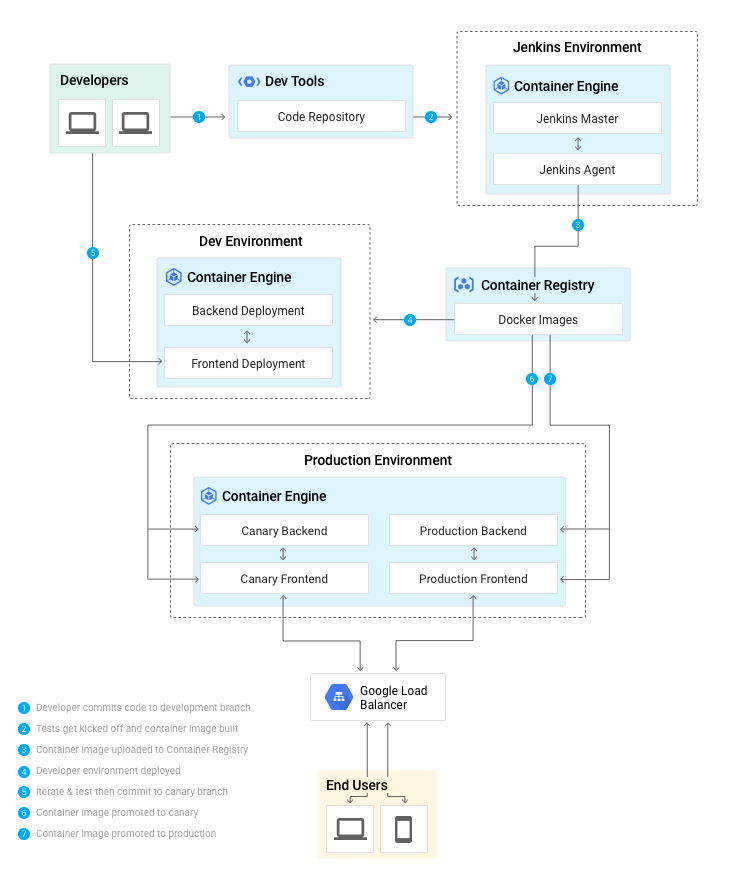 Jenkins Environment
Developers
Dev Tools
Container Engine
Code Repository
1
2
Jenkins Master
Jenkins Agent
3
Dev Environment
5
Container Engine
Container Registry
Backend Deployment
4
Docker Images
Frontend Deployment
6
7
Production Environment
Container Engine
Canary Backend
Production Backend
Canary Frontend
Production Frontend
Google Load
Balancer
1 Developer commits code to development branch
2 Tests get kicked off and container image built
3 Container image uploaded to Container Registry
4 Developer environment deployed
5 Iterate & test then commit to canary branch
6 Container image promoted to canary
7 Container image promoted to production
End Users